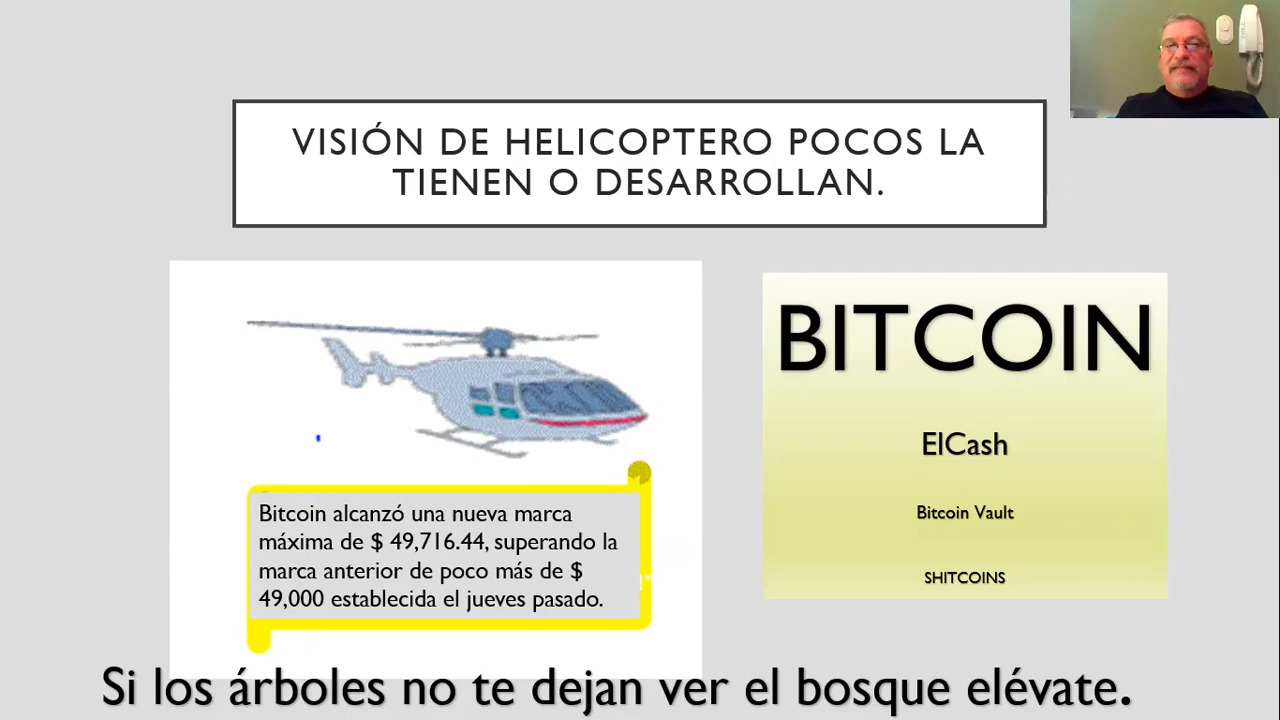 VISIÓN DE HELICOPTERO POCOS LA
TIENEN O DESARROLLAN.
BITCOIN
ElCash
Bitcoin Vault
SHITCOINS
Bitcoin alcanzó una nueva marca
máxima de $ 49,716.44, superando la
marca anterior de poco más de $
49,000 establecida el jueves pasado.
Si los árboles no te dejan ver el bosque elévate.